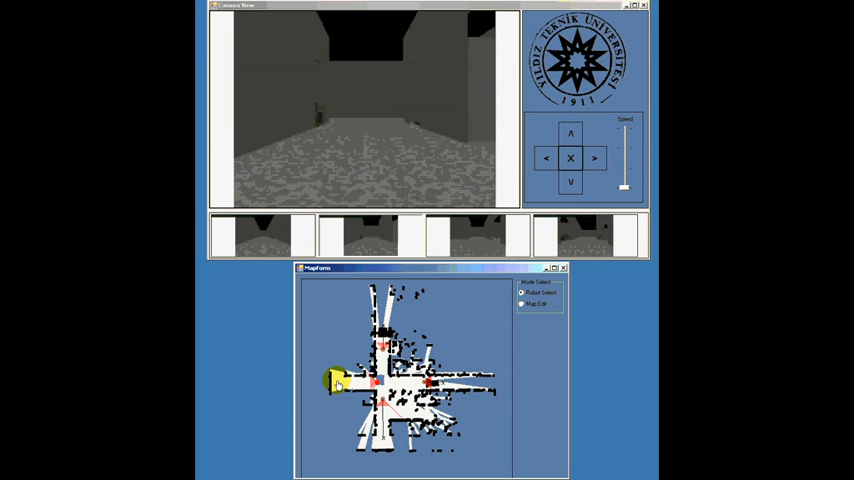 Camera View
YILDIZ TEKNİK ÜNİVERSİTESİ
1911
Speed
< X >
MapForm
Mode Select
Robot Select
Map Edit